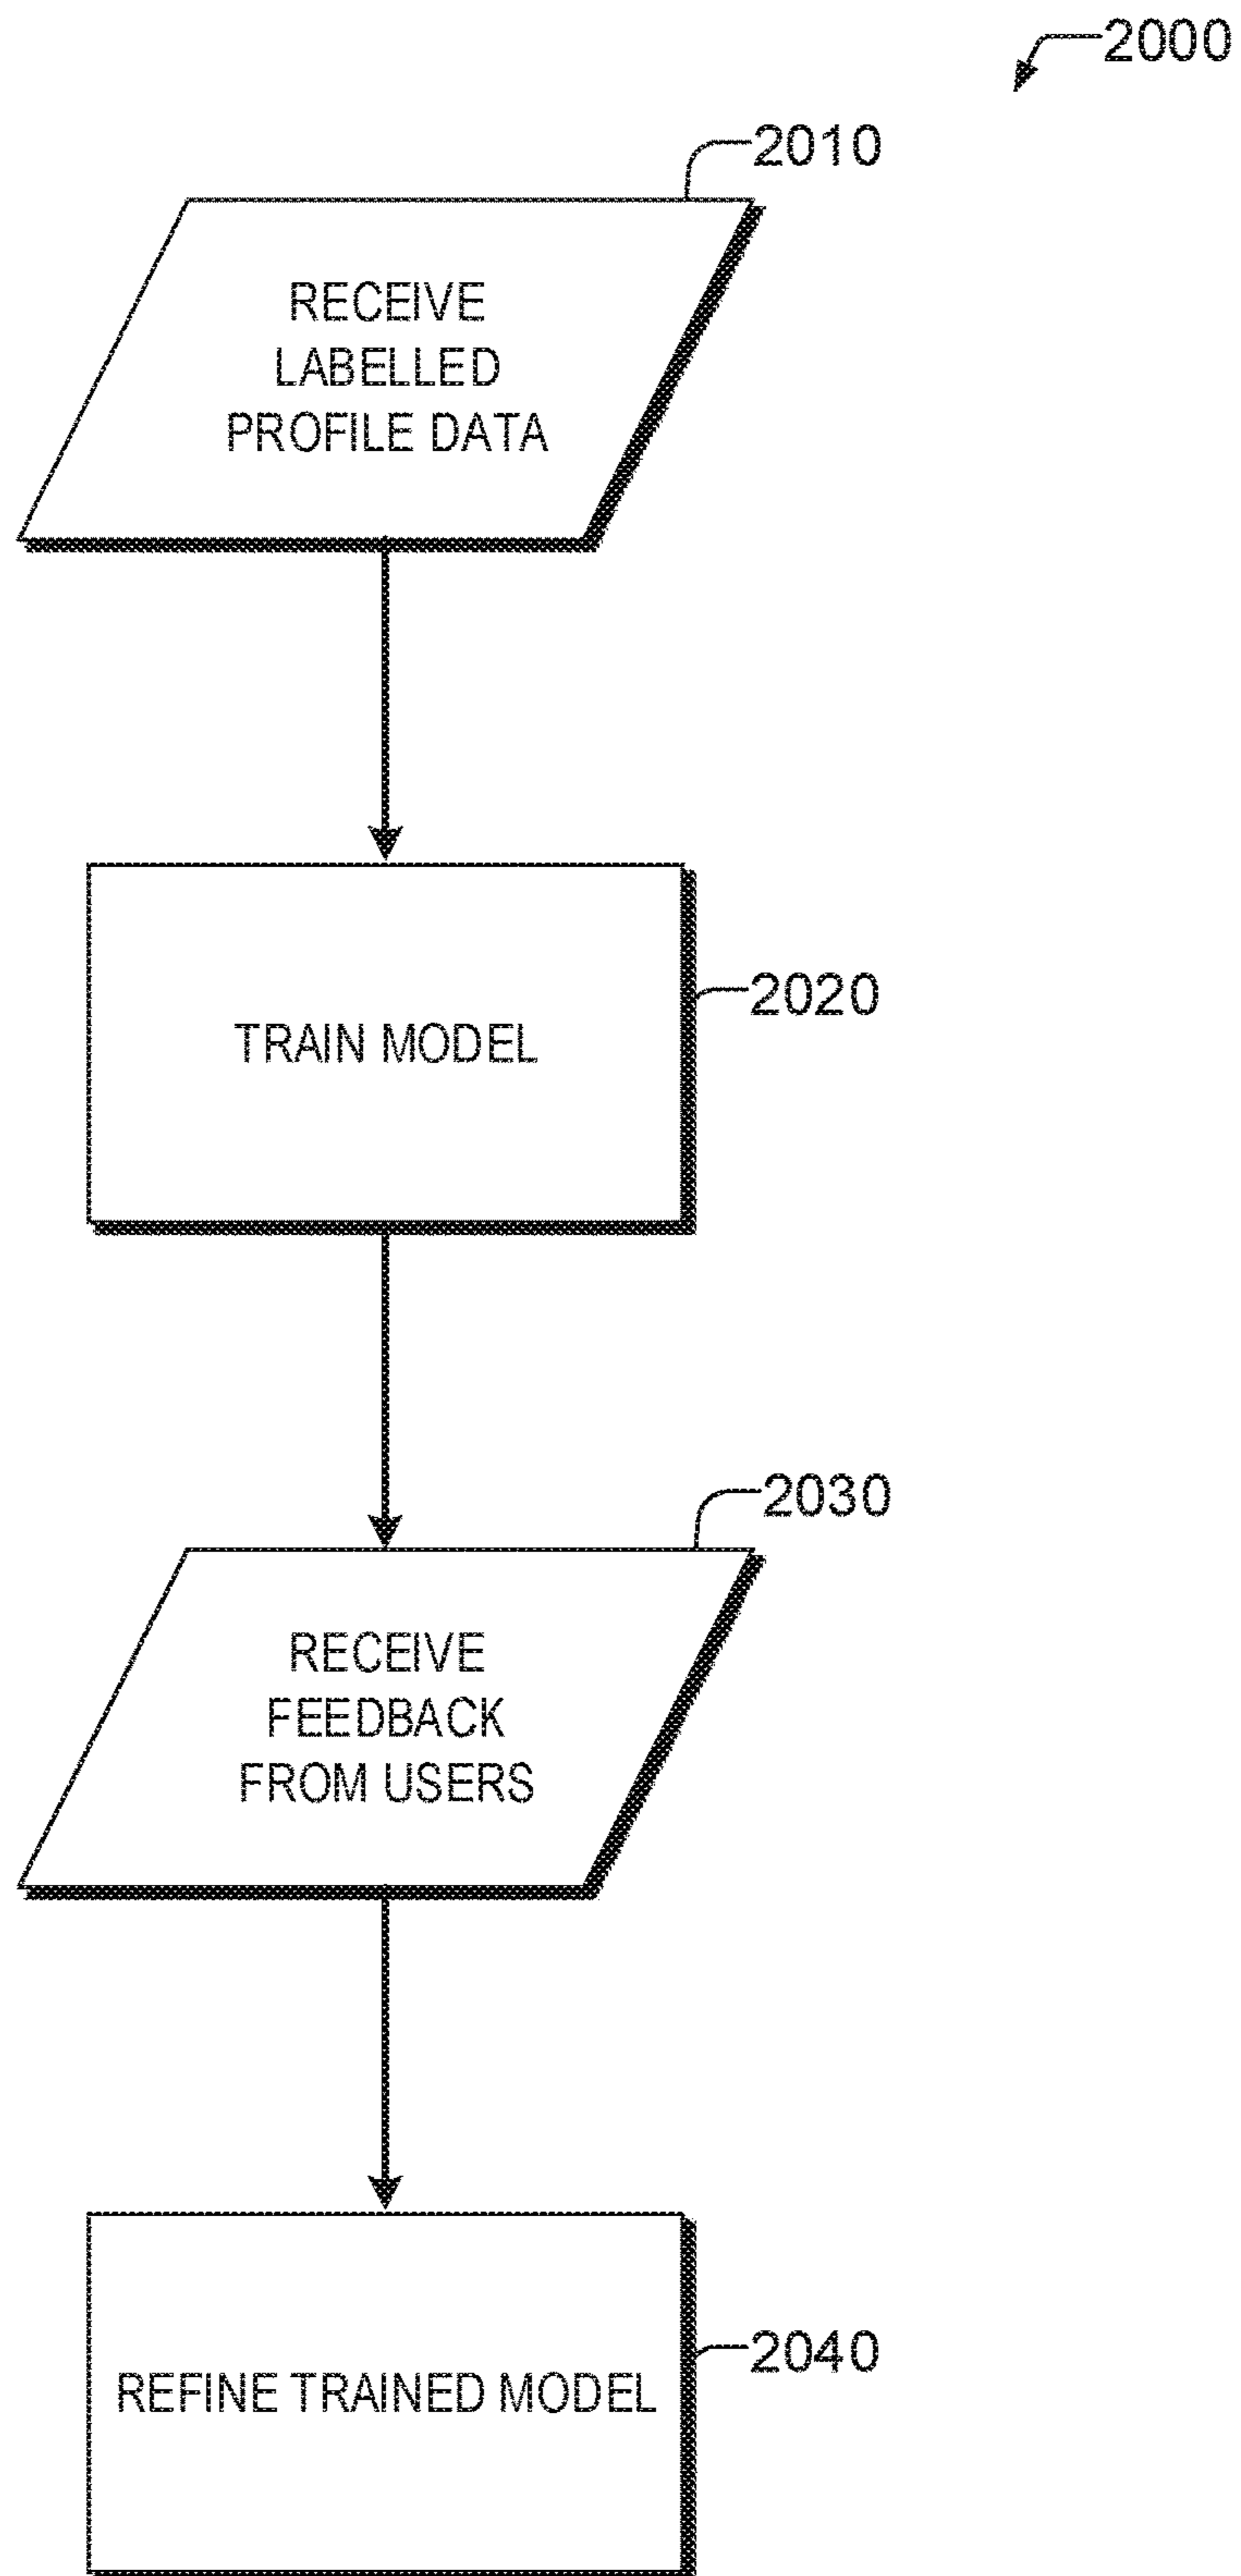 2000
2010
RECEIVE
LABELLED
PROFILE DATA
2020
TRAIN MODEL
2030
RECEIVE
FEEDBACK
FROM USERS
2040
REFINE TRAINED MODEL